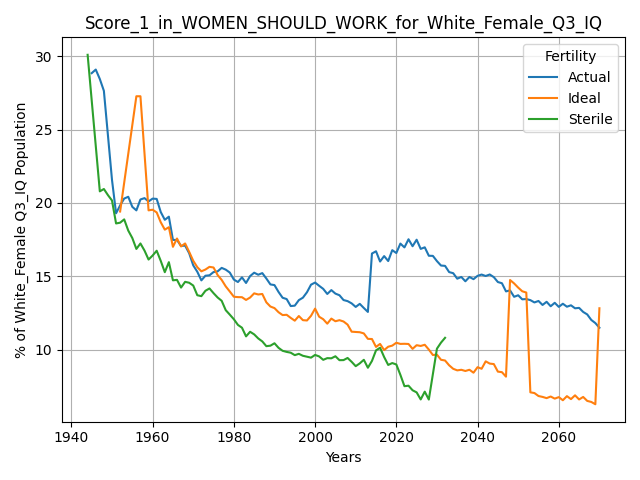 Score_1_in_WOMEN_SHOULD_WORK_for_White_Female_Q3_IQ
Fertility
Actual
Ideal
Sterile
% of White_Female Q3_IQ Population
30
25
20
15
10
1940 1960 1980 2000 2020 2040 2060
Years